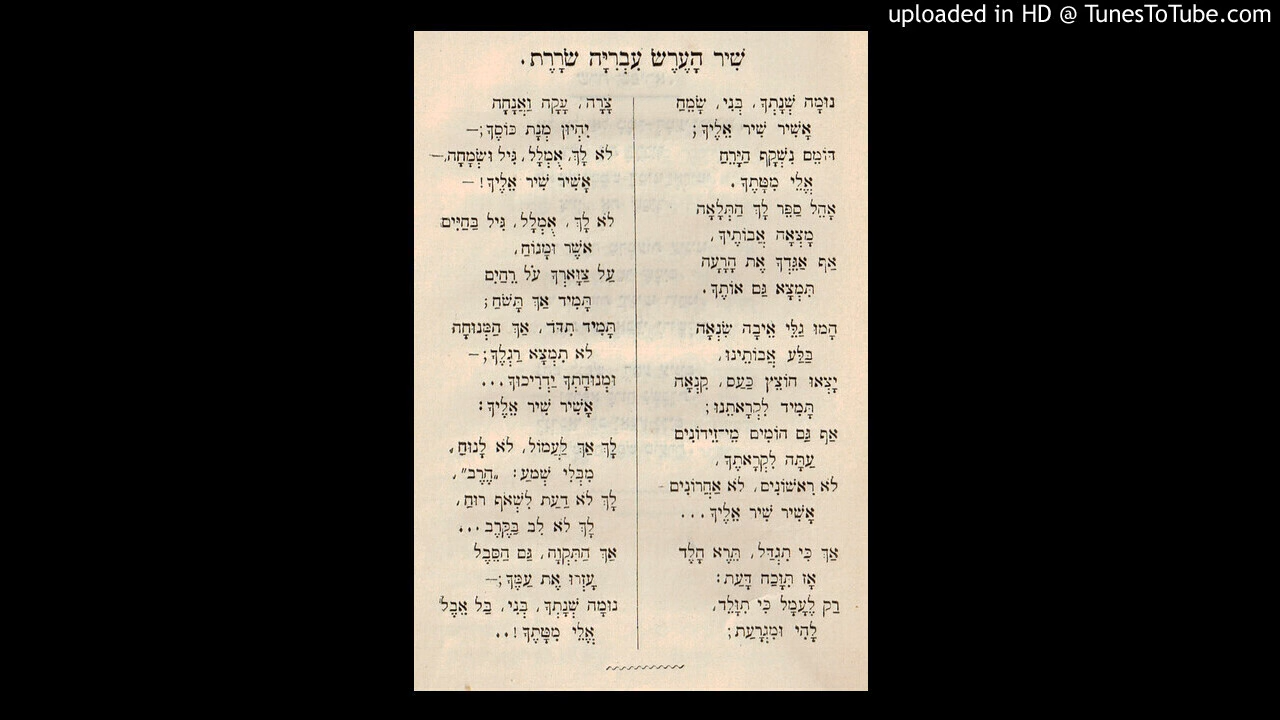 uploaded in HD @ TunesToTube.com
שִׁיר הָעֶרֶשׂ עִבְרִיָּה שׂרָרֶת.
נוּמָה שְׁנָתְךָ, בְּנִי, שָׂמֵחַ
אָשִׁיר שִׁיר אֵלֶיךָ;
דּוּמֵם נִשְׁקָף הַיָּרֵחַ
אֱלֵי מִטָּתֶךָ.
אָהֵל סַפֵּר לָךְ הַתְּלָאָה
מָצְאָה אֲבוֹתֶיךָ,
אַף אַגֵּדְךָ אֶת הָרָעָה
תִּמְצָא גַּם אוֹתֶךָ.
הָמוּ גַלֵּי אֵיבָה שִׂנְאָה
בַּלַּע אֲבוֹתֵינוּ,
יָצְאוּ חוֹצֵץ כַּעַם, קִנְאָה
תָּמִיד לִקְרָאתֵנוּ;
אַף גַּם הוֹמִים מֵי־זֵידוֹנִים
עַתָּה לִקְרָאתֶךָ,
לֹא רִאשׁוֹנִים, לֹא אַחֲרוֹנִים -
אָשִׁיר שִׁיר אֵלֶיךָ...
אַךְ כִּי תִגְדַּל, תֵּרֶא חָלֶד
אָז תִּוָּכַח דָּעַת:
רַק לֶעָמָל כִּי תִוָּלֵד,
לָהִי וּמִגְרָעַת;
צָרָה, עָקָה וַאֲנָחָה
יִהְיוּן מְנָת כּוֹסֶךָ;—
לֹא לָךְ, אֻמְלָל, גִּיל וּשְׂמָחָה,—
אָשִׁיר שִׁיר אֵלֶיךָ!—
לֹא לָךְ, אֻמְלָל, גִּיל בַּחַיִּים
אֹשֶׁר וּמָנוֹחַ,
עַל צַוָּארְךָ עֹל רֵחַיִם
תָּמִיד אַךְ תָּשֹׁחַ;
תָּמִיד תִּדֹּד, אַךְ הַמְּנוּחָה
לֹא תִמְצָא רַגְלֶךָ;—
וּמְנוּחָתְךָ יַדְרִיכוּךָ...
אָשִׁיר שִׁיר אֵלֶיךָ:
לָךְ אַךְ לַעֲמוֹל, לֹא לָנוּחַ,
מִבְּלִי שְׁמֹעַ: „הֶרֶב",
לָךְ לֹא דַעַת לִשְׁאֹף רוּחַ,
לָךְ לֹא לֵב בַּקֶּרֶב...
אַךְ הַתִּקְוָה, גַּם הַסֵּבֶל
עָזְרוּ אֶת עַמֶּךָ;—
נוּמָה שְׁנָתְךָ, בְּנִי, בַּל אֵבֶל
אֱלֵי מִטָּתֶךָ!..